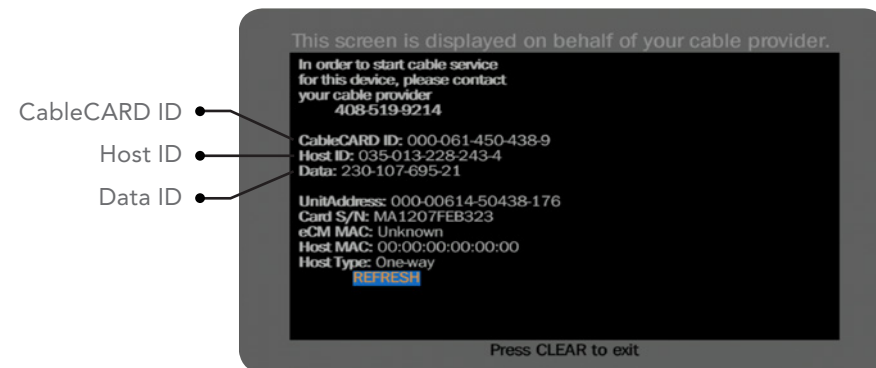 This screen is displayed on behalf of your cable provider.
In order to start cable service
for this device, please contact
your cable provider
408-519-9214
CableCARD ID
Host ID
Data ID
CableCARD ID: 000-061-450-438-9
Host ID: 035-013-228-243-4
Data: 230-107-695-21
UnitAddress: 000-00614-50438-176
Card S/N: MA1207FEB323
eCM MAC: Unknown
Host MAC: 00:00:00:00:00:00
Host Type: One-way
REFRESH
Press CLEAR to exit